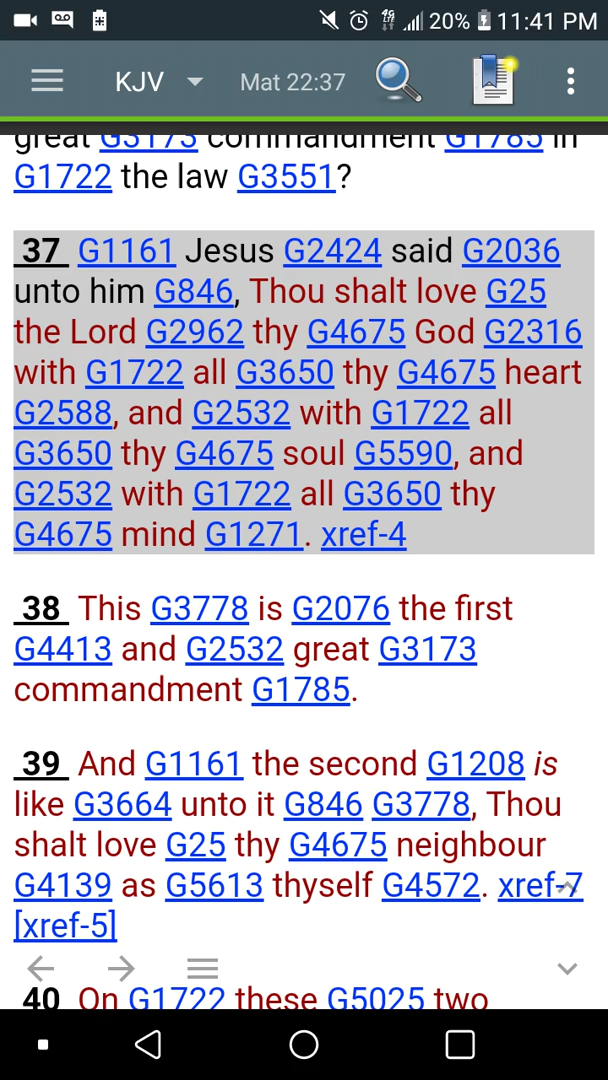 20% 11:41 PM
KJV Mat 22:37
great G3173 commandment G1785 in
G1722 the law G3551?
37 G1161 Jesus G2424 said G2036
unto him G846, Thou shalt love G25
the Lord G2962 thy G4675 God G2316
with G1722 all G3650 thy G4675 heart
G2588, and G2532 with G1722 all
G3650 thy G4675 soul G5590, and
G2532 with G1722 all G3650 thy
G4675 mind G1271. xref-4
38 This G3778 is G2076 the first
G4413 and G2532 great G3173
commandment G1785.
39 And G1161 the second G1208 is
like G3664 unto it G846 G3778, Thou
shalt love G25 thy G4675 neighbour
G4139 as G5613 thyself G4572. xref-7
[xref-5]
40 On G1722 these G5025 two